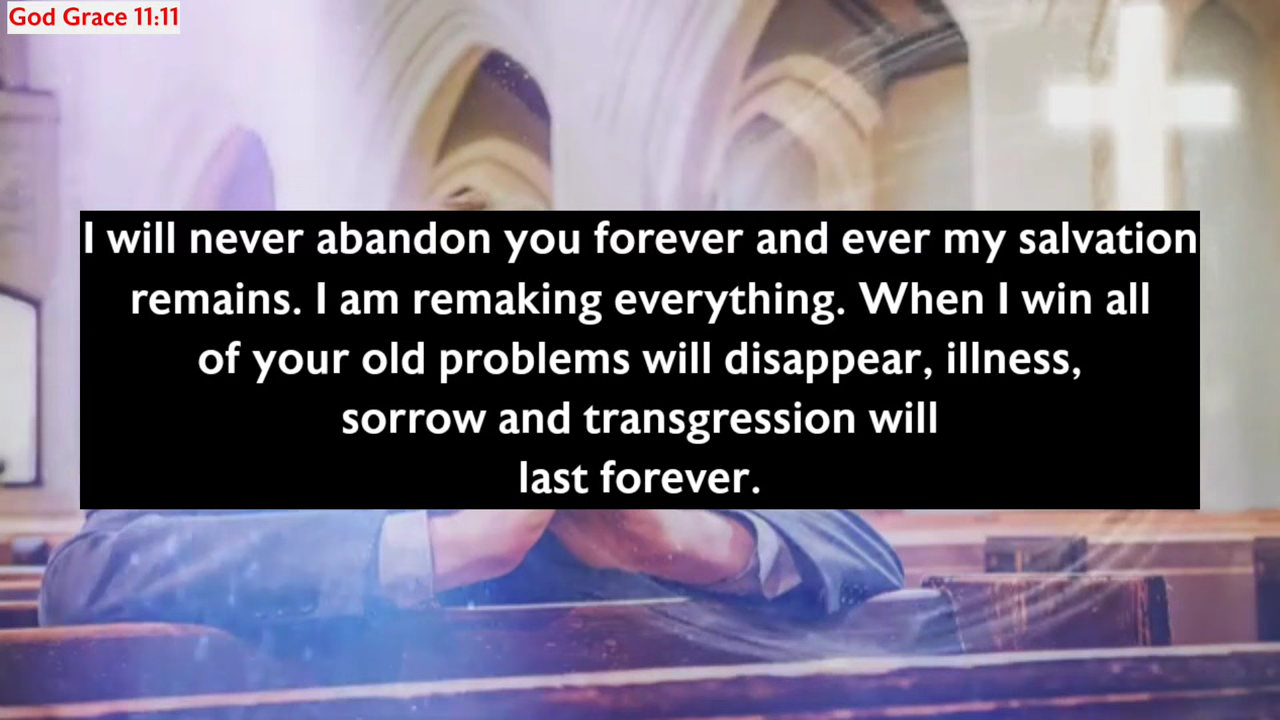 God Grace 11:11
I will never abandon you forever and ever my salvation
remains. I am remaking everything. When I win all
of your old problems will disappear, illness,
sorrow and transgression will
last forever.